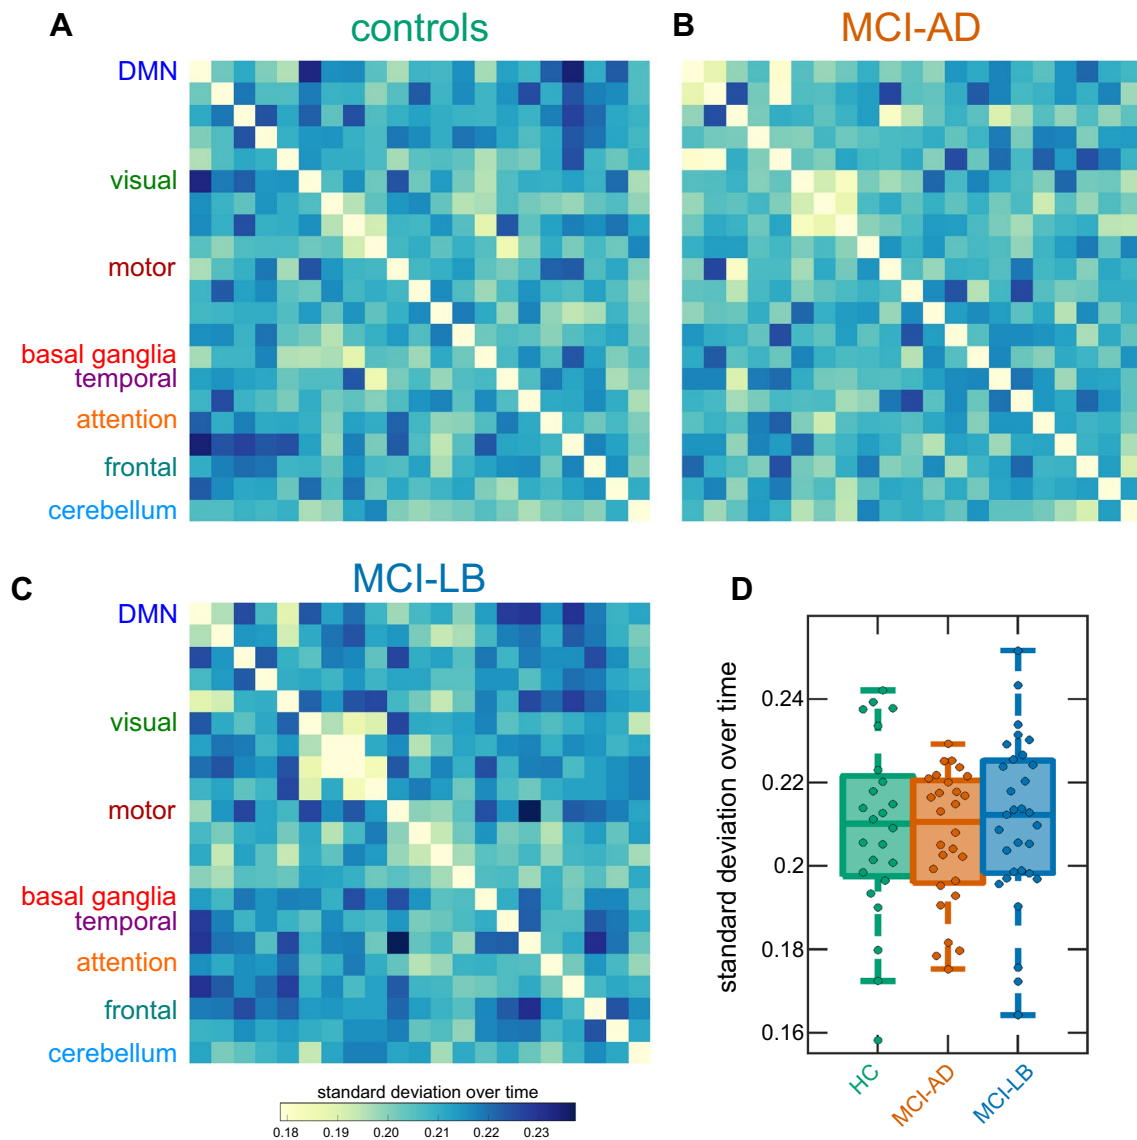 A
controls
B
MCI-AD
DMN
visual
motor
basal ganglia
temporal
attention
frontal
cerebellum
C
MCI-LB
D
DMN
visual
motor
basal ganglia
temporal
attention
frontal
cerebellum
standard deviation over time
0.18 0.19 0.20 0.21 0.22 0.23
standard deviation over time
0.24
0.22
0.2
0.18
0.16
HC
MCI-AD
MCI-LB